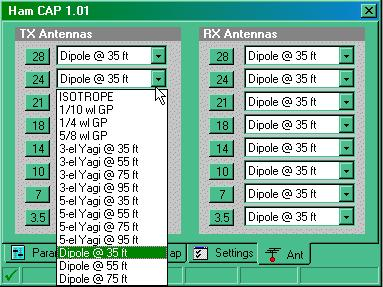 Ham CAP 1.01
TX Antennas
RX Antennas
28 Dipole @ 35 ft
28 Dipole @ 35 ft
24 Dipole @ 35 ft
24 Dipole @ 35 ft
21
21 Dipole @ 35 ft
18
18 Dipole @ 35 ft
14
14 Dipole @ 35 ft
10
10 Dipole @ 35 ft
7
7 Dipole @ 35 ft
3.5
3.5 Dipole @ 35 ft
ISOTROPE
1/10 wl GP
1/4 wl GP
5/8 wl GP
3-el Yagi @ 35 ft
3-el Yagi @ 55 ft
3-el Yagi @ 75 ft
3-el Yagi @ 95 ft
5-el Yagi @ 35 ft
5-el Yagi @ 55 ft
5-el Yagi @ 75 ft
5-el Yagi @ 95 ft
Dipole @ 35 ft
Dipole @ 55 ft
Dipole @ 75 ft
Para
ap
Settings
Ant